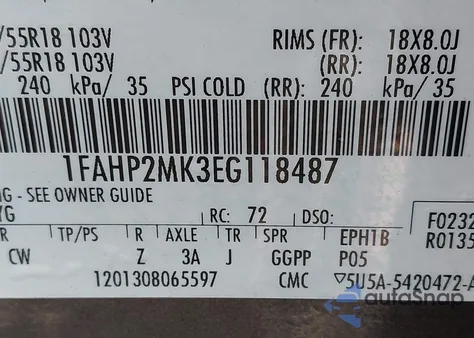 /55R18 103V RIMS (FR): 18X8.0J
/55R18 103V (RR): 18X8.0J
240 kPa/ 35 PSI COLD (RR): 240 kPa/ 35
1FAHP2MK3EG118487
NG - SEE OWNER GUIDE
YG RC: 72 DSO: F0232
R TP/PS R AXLE TR SPR EPH1B R0135
CW Z 3A J GGPP P05
1201308065597 CMC ▽5U5A-5420472-A
autoSnap